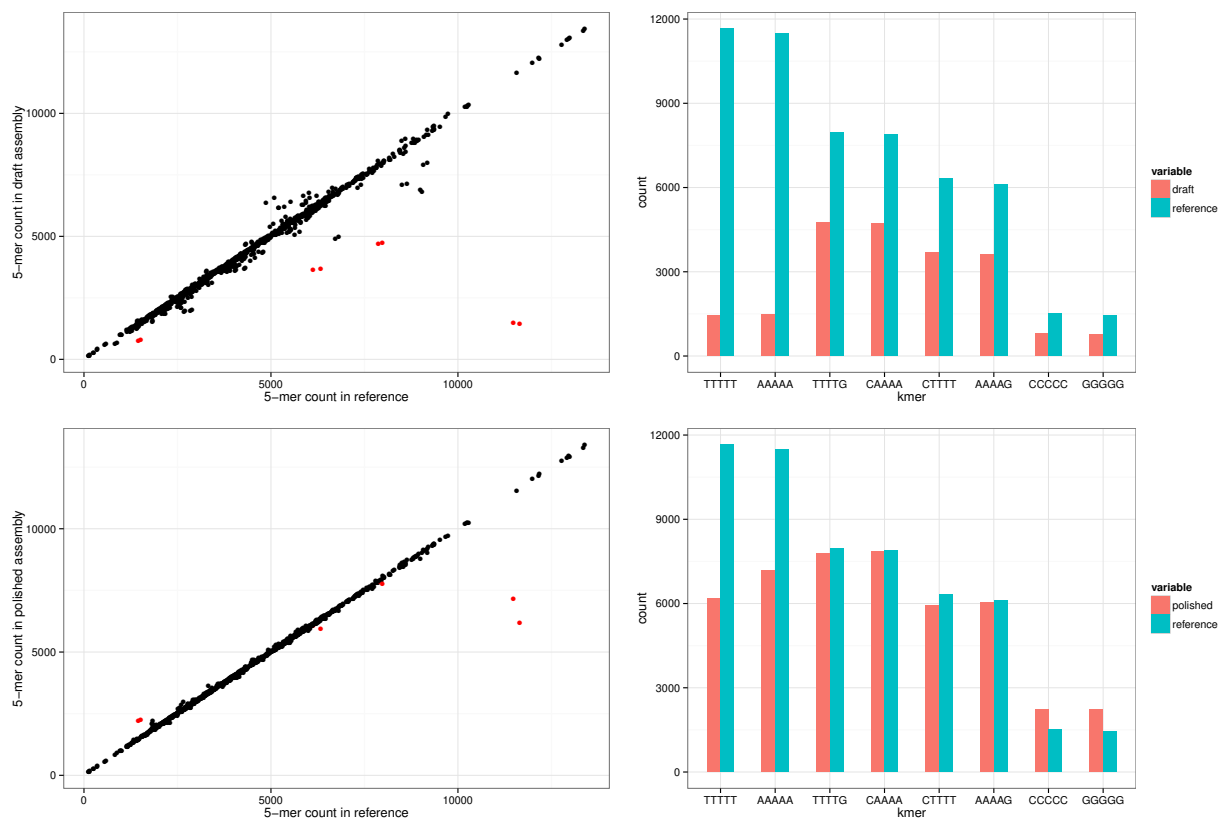 5−mer count in draft assembly
10000
5000
0
0 5000 10000
5−mer count in reference
count
12000
9000
6000
3000
0
TTTTT AAAAA TTTTG CAAAA CTTTT AAAAG CCCCC GGGGG
kmer
variable
draft
reference
5−mer count in polished assembly
10000
5000
0
0 5000 10000
5−mer count in reference
count
12000
9000
6000
3000
0
TTTTT AAAAA TTTTG CAAAA CTTTT AAAAG CCCCC GGGGG
kmer
variable
polished
reference